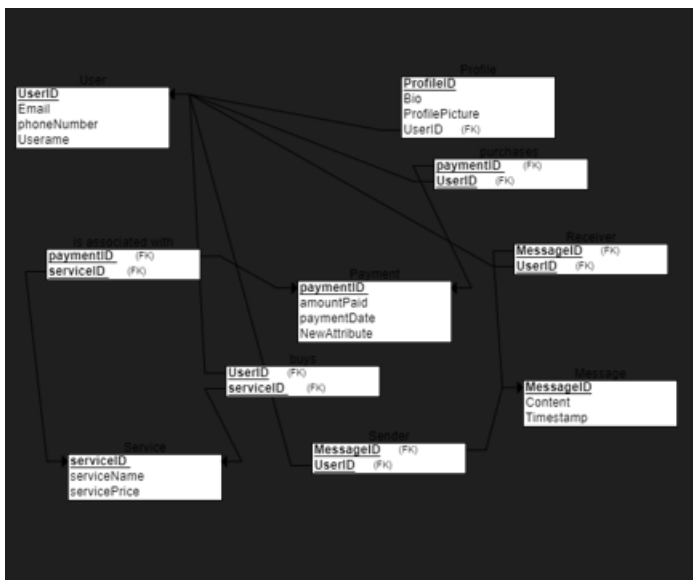 User
UserID
Email
phoneNumber
Userame
Profile
ProfileID
Bio
ProfilePicture
UserID (FK)
purchases
paymentID (FK)
UserID (FK)
is associated with
paymentID (FK)
serviceID (FK)
Receiver
MessageID (FK)
UserID (FK)
Payment
paymentID
amountPaid
paymentDate
NewAttribute
buys
UserID (FK)
serviceID (FK)
Message
MessageID
Content
Timestamp
Service
serviceID
serviceName
servicePrice
Sender
MessageID (FK)
UserID (FK)